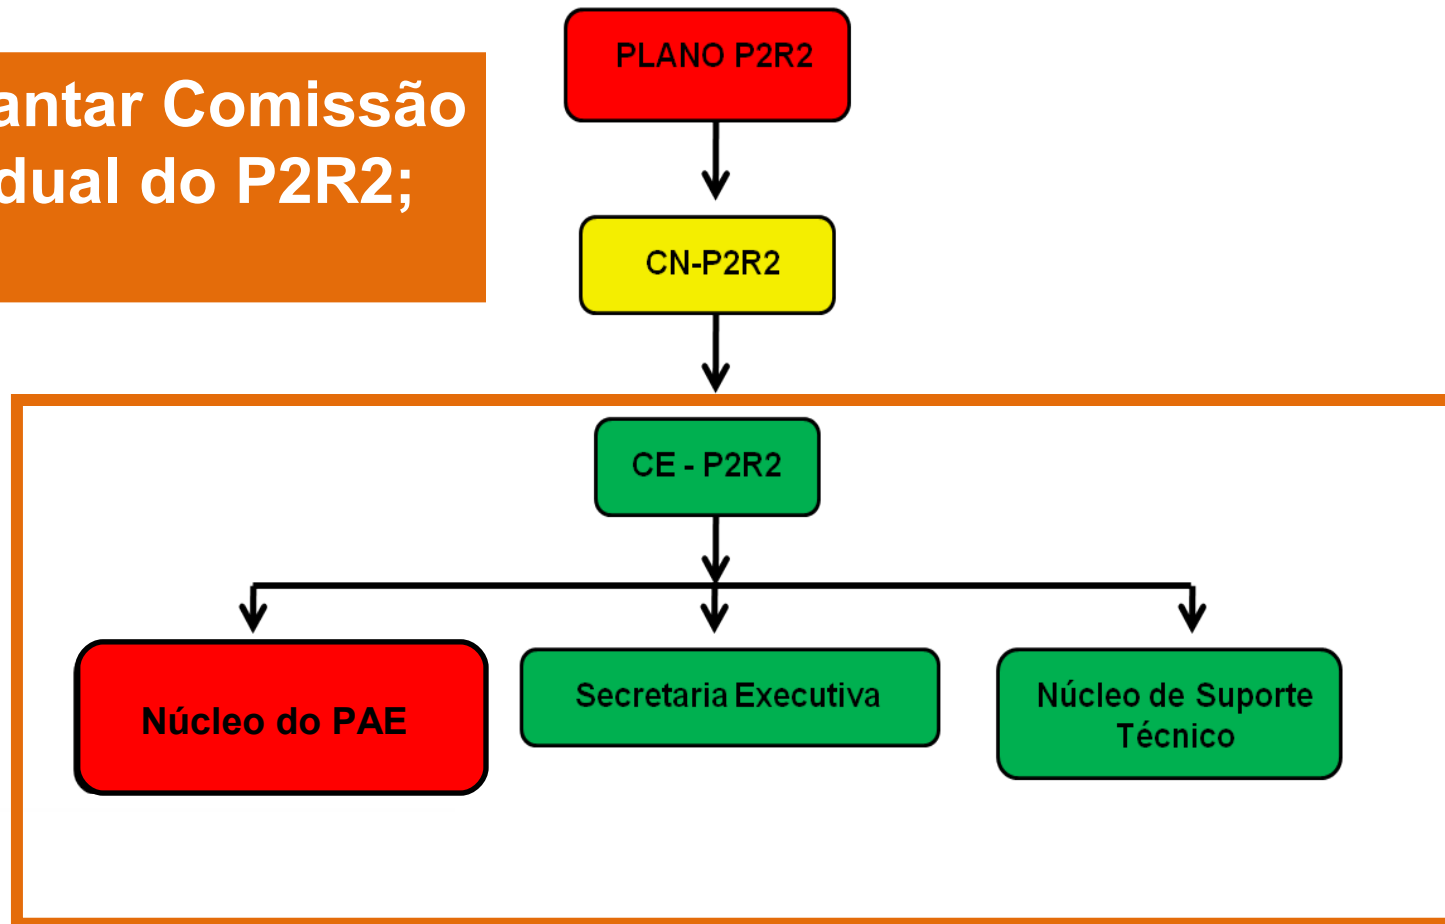 PLANO P2R2
antar Comissão
dual do P2R2;
CN-P2R2
CE - P2R2
Núcleo do PAE
Secretaria Executiva
Núcleo de Suporte
Técnico